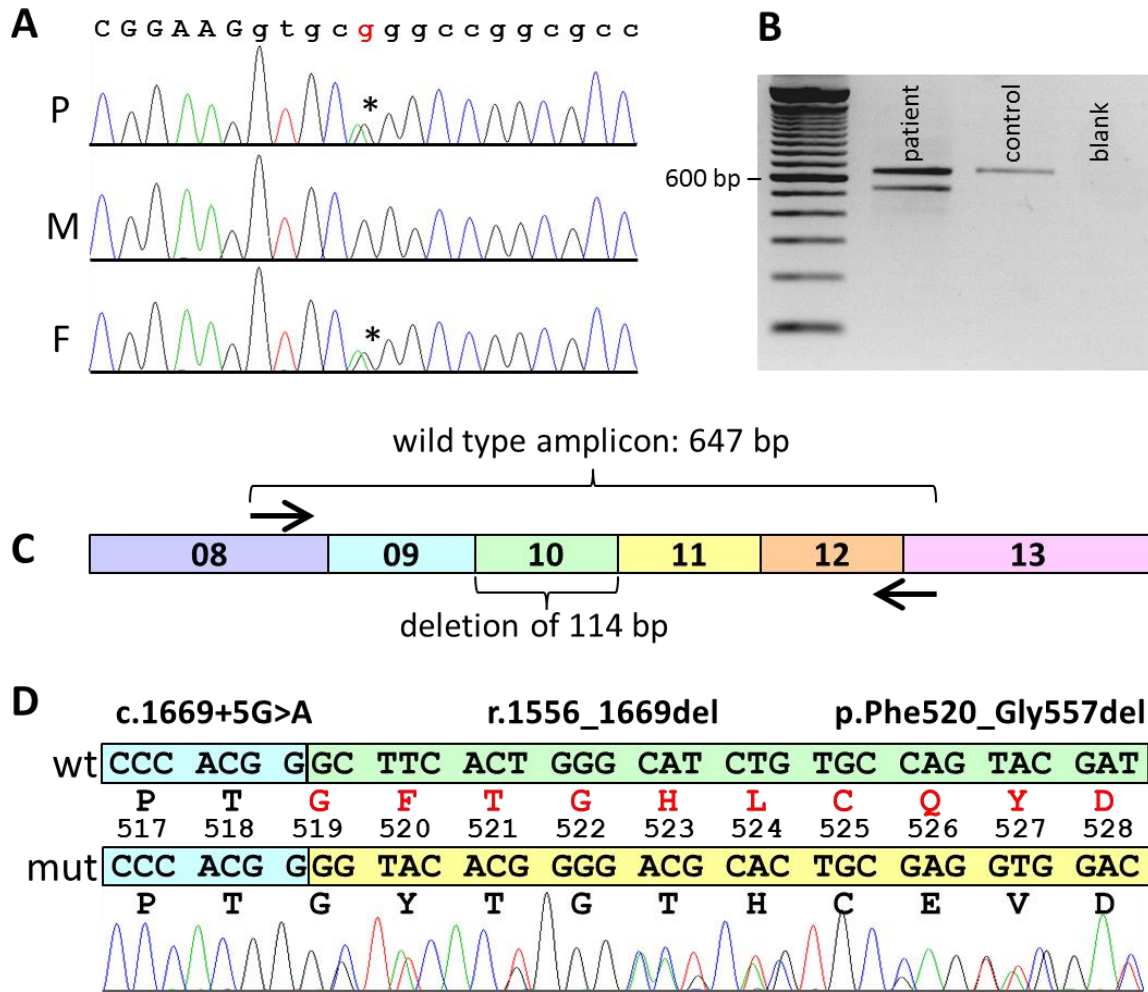 A
C G G A A G g t g c g g g c c g g c g c c
P *
M
F *
B
patient
control
blank
600 bp
wild type amplicon: 647 bp
C
08 09 10 11 12 13
deletion of 114 bp
D
c.1669+5G>A r.1556_1669del p.Phe520_Gly557del
wt CCC ACG G GC TTC ACT GGG CAT CTG TGC CAG TAC GAT
P T G F T G H L C Q Y D
517 518 519 520 521 522 523 524 525 526 527 528
mut CCC ACG G GG TAC ACG GGG ACG CAC TGC GAG GTG GAC
P T G Y T G T H C E V D